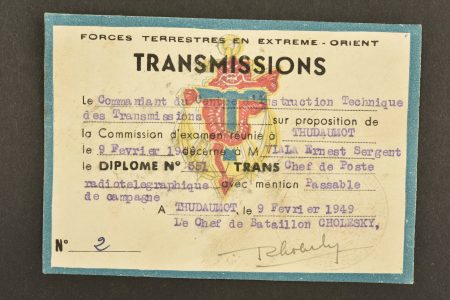 FORCES TERRESTRES EN EXTREME-ORIENT
TRANSMISSIONS
Le Commandant du Centre d'Instruction Technique
des Transmissions sur proposition de
la Commission d'examen réunie à THUDAUMOT
le 9 Fevrier décerne à M VIALA Ernest Sergent
le DIPLOME N° 551 TRANS Chef de Poste
radiotelegraphique avec mention Passable
de campagne
A THUDAUMOT, le 9 Fevrier 1949
Le Chef de Bataillon CHOLESKY,
N° 2